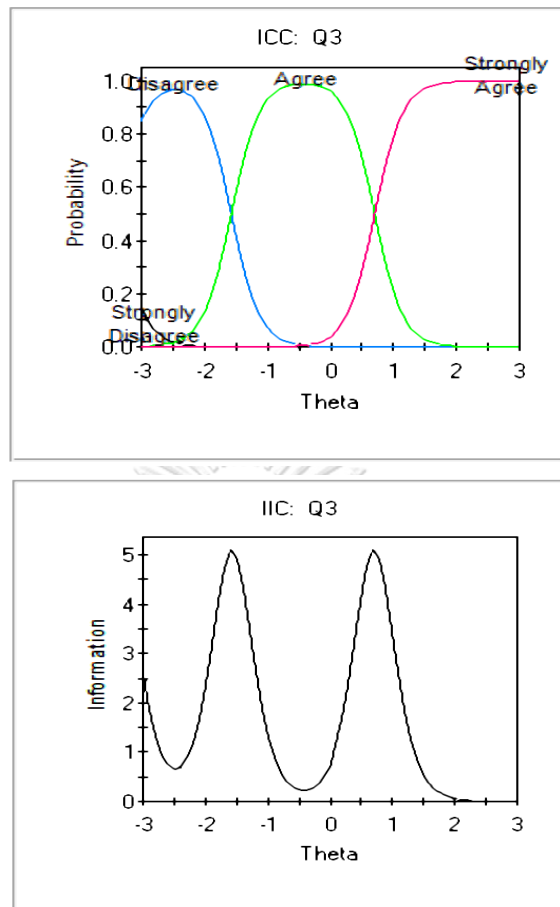 ICC: Q3
Strongly
Agree
Disagree
Agree
1.0
0.8
0.6
0.4
0.2
0.0
Probability
Strongly
Disagree
-3 -2 -1 0 1 2 3
Theta
IIC: Q3
5
4
3
2
1
0
Information
-3 -2 -1 0 1 2 3
Theta